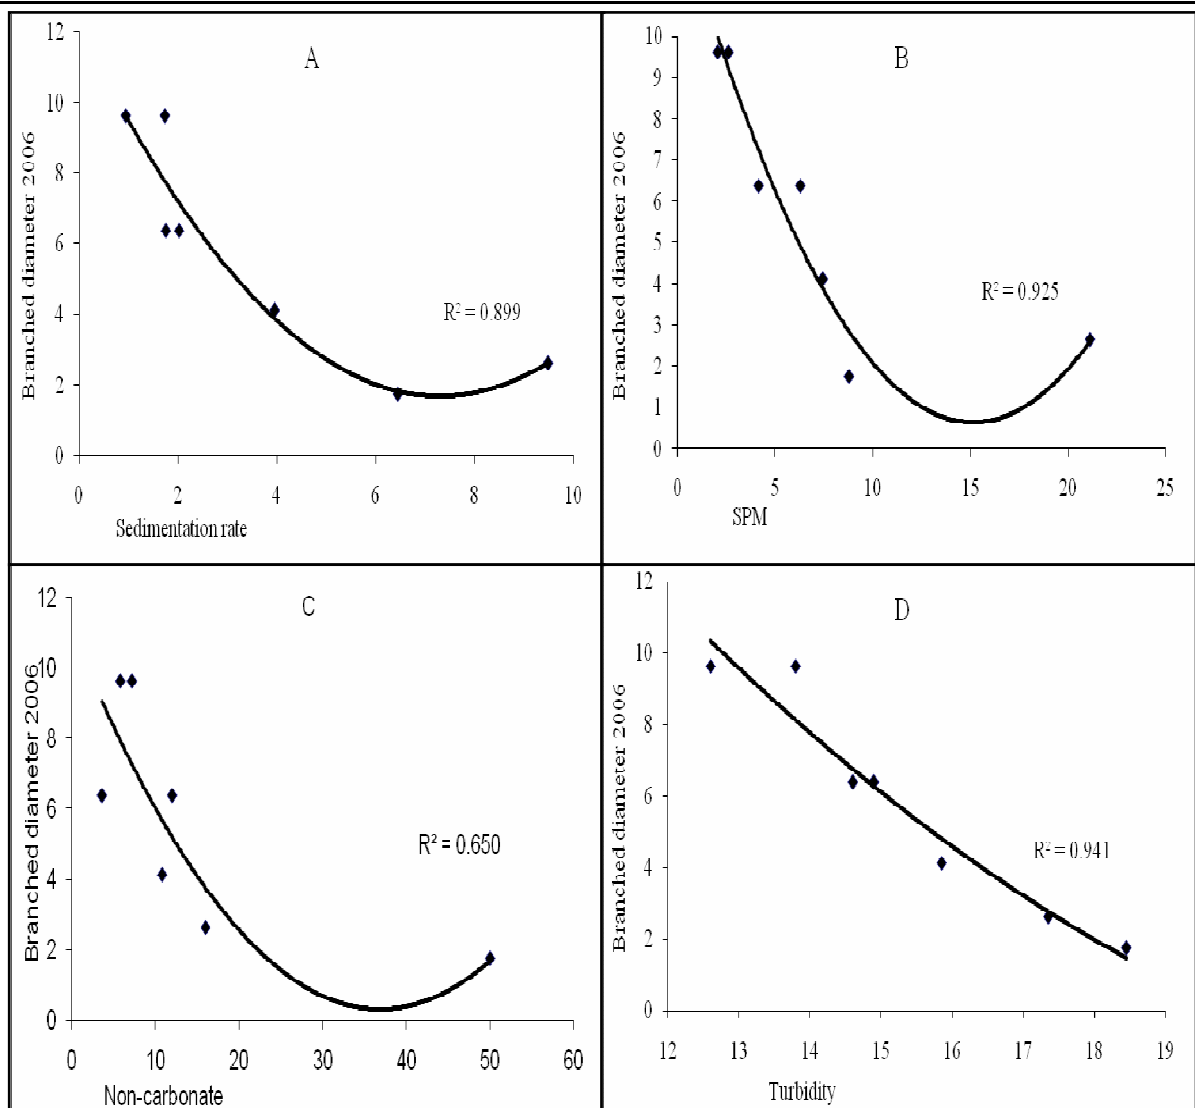 A
Branched diameter 2006
12
10
8
6
4
2
0
R² = 0.899
0 2 4 6 8 10
Sedimentation rate
B
Branched diameter 2006
10
9
8
7
6
5
4
3
2
1
0
R² = 0.925
0 5 10 15 20 25
SPM
C
Branched diameter 2006
12
10
8
6
4
2
0
R² = 0.650
0 10 20 30 40 50 60
Non-carbonate
D
Branched diameter 2006
12
10
8
6
4
2
0
R² = 0.941
12 13 14 15 16 17 18 19
Turbidity